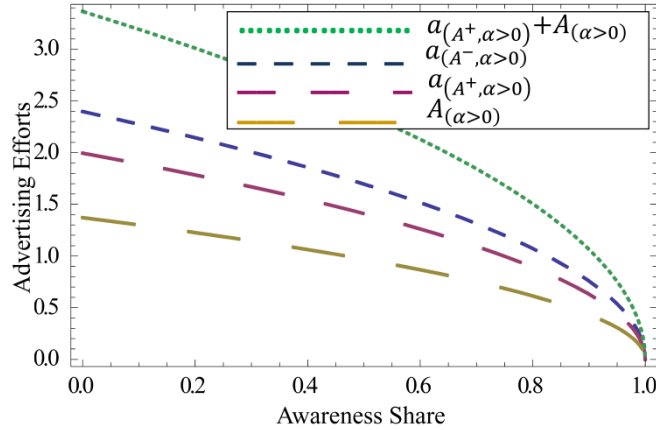 a(A⁺,α>0)+A(α>0)
a(A⁻,α>0)
a(A⁺,α>0)
A(α>0)
3.0
2.5
2.0
1.5
1.0
0.5
0.0
Advertising Efforts
0.0 0.2 0.4 0.6 0.8 1.0
Awareness Share